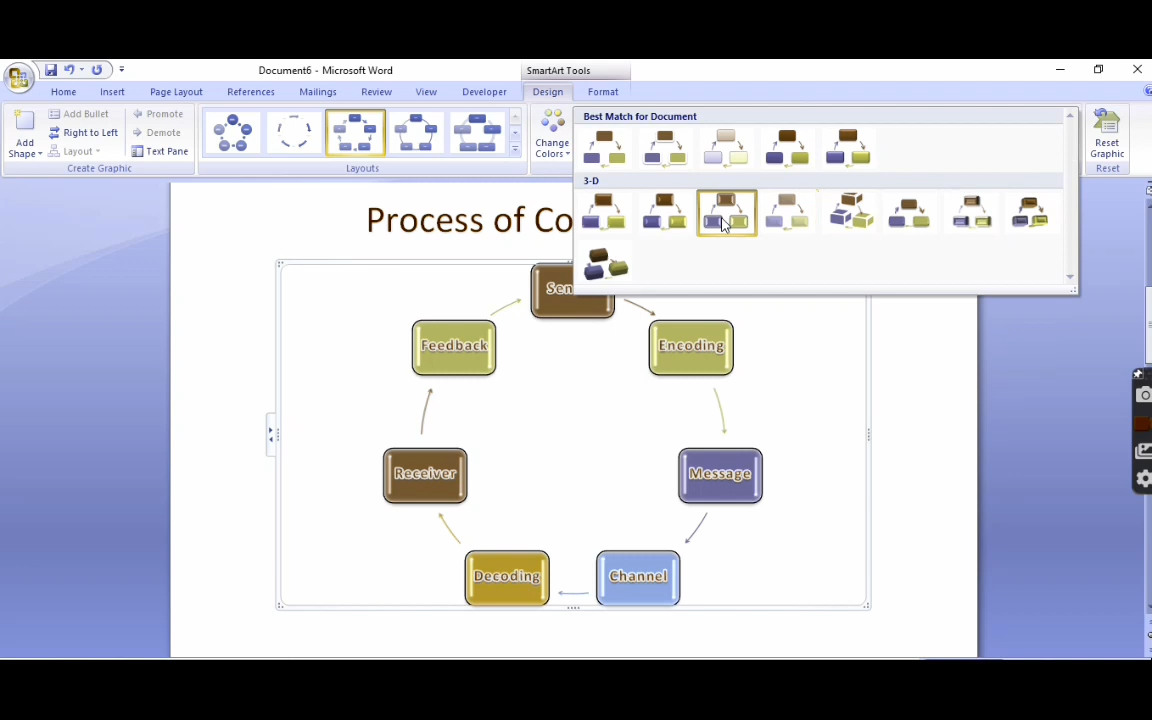 Document6 - Microsoft Word
SmartArt Tools
Home Insert Page Layout References Mailings Review View Developer Design Format
Add Shape
Add Bullet
Right to Left
Layout
Promote
Demote
Text Pane
Create Graphic
Layouts
Change Colors
Best Match for Document
3-D
Reset Graphic
Reset
Process of Co
Sen
Feedback
Encoding
Receiver
Message
Decoding
Channel